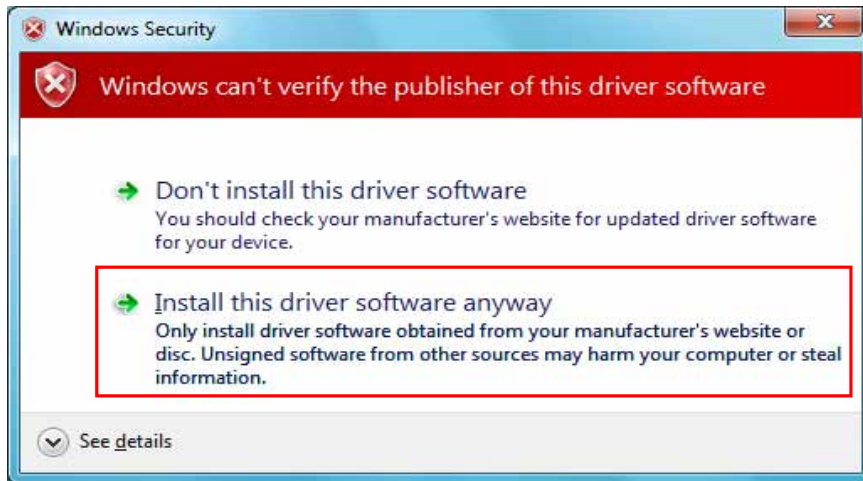 Windows Security
Windows can't verify the publisher of this driver software
Don't install this driver software
You should check your manufacturer's website for updated driver software
for your device.
Install this driver software anyway
Only install driver software obtained from your manufacturer's website or
disc. Unsigned software from other sources may harm your computer or steal
information.
See details